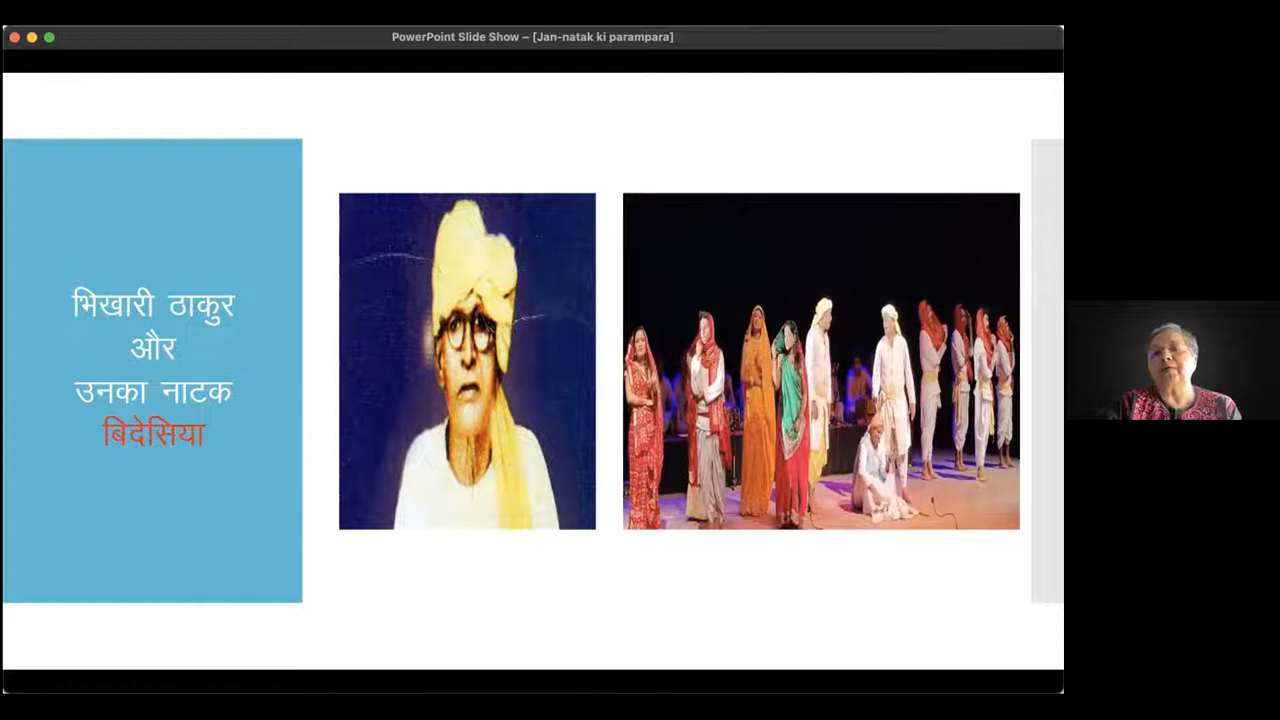 PowerPoint Slide Show – [Jan-natak ki parampara]
भिखारी ठाकुर
और
उनका नाटक
बिदेसिया